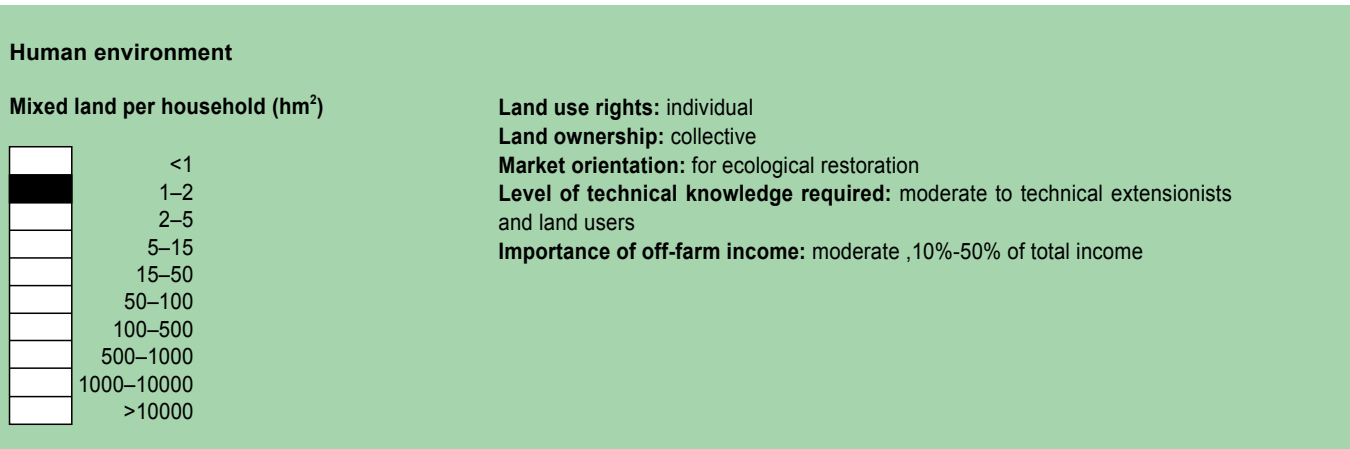 Human environment
Mixed land per household (hm²)
<1
1–2
2–5
5–15
15–50
50–100
100–500
500–1000
1000–10000
>10000
Land use rights: individual
Land ownership: collective
Market orientation: for ecological restoration
Level of technical knowledge required: moderate to technical extensionists
and land users
Importance of off-farm income: moderate ,10%-50% of total income